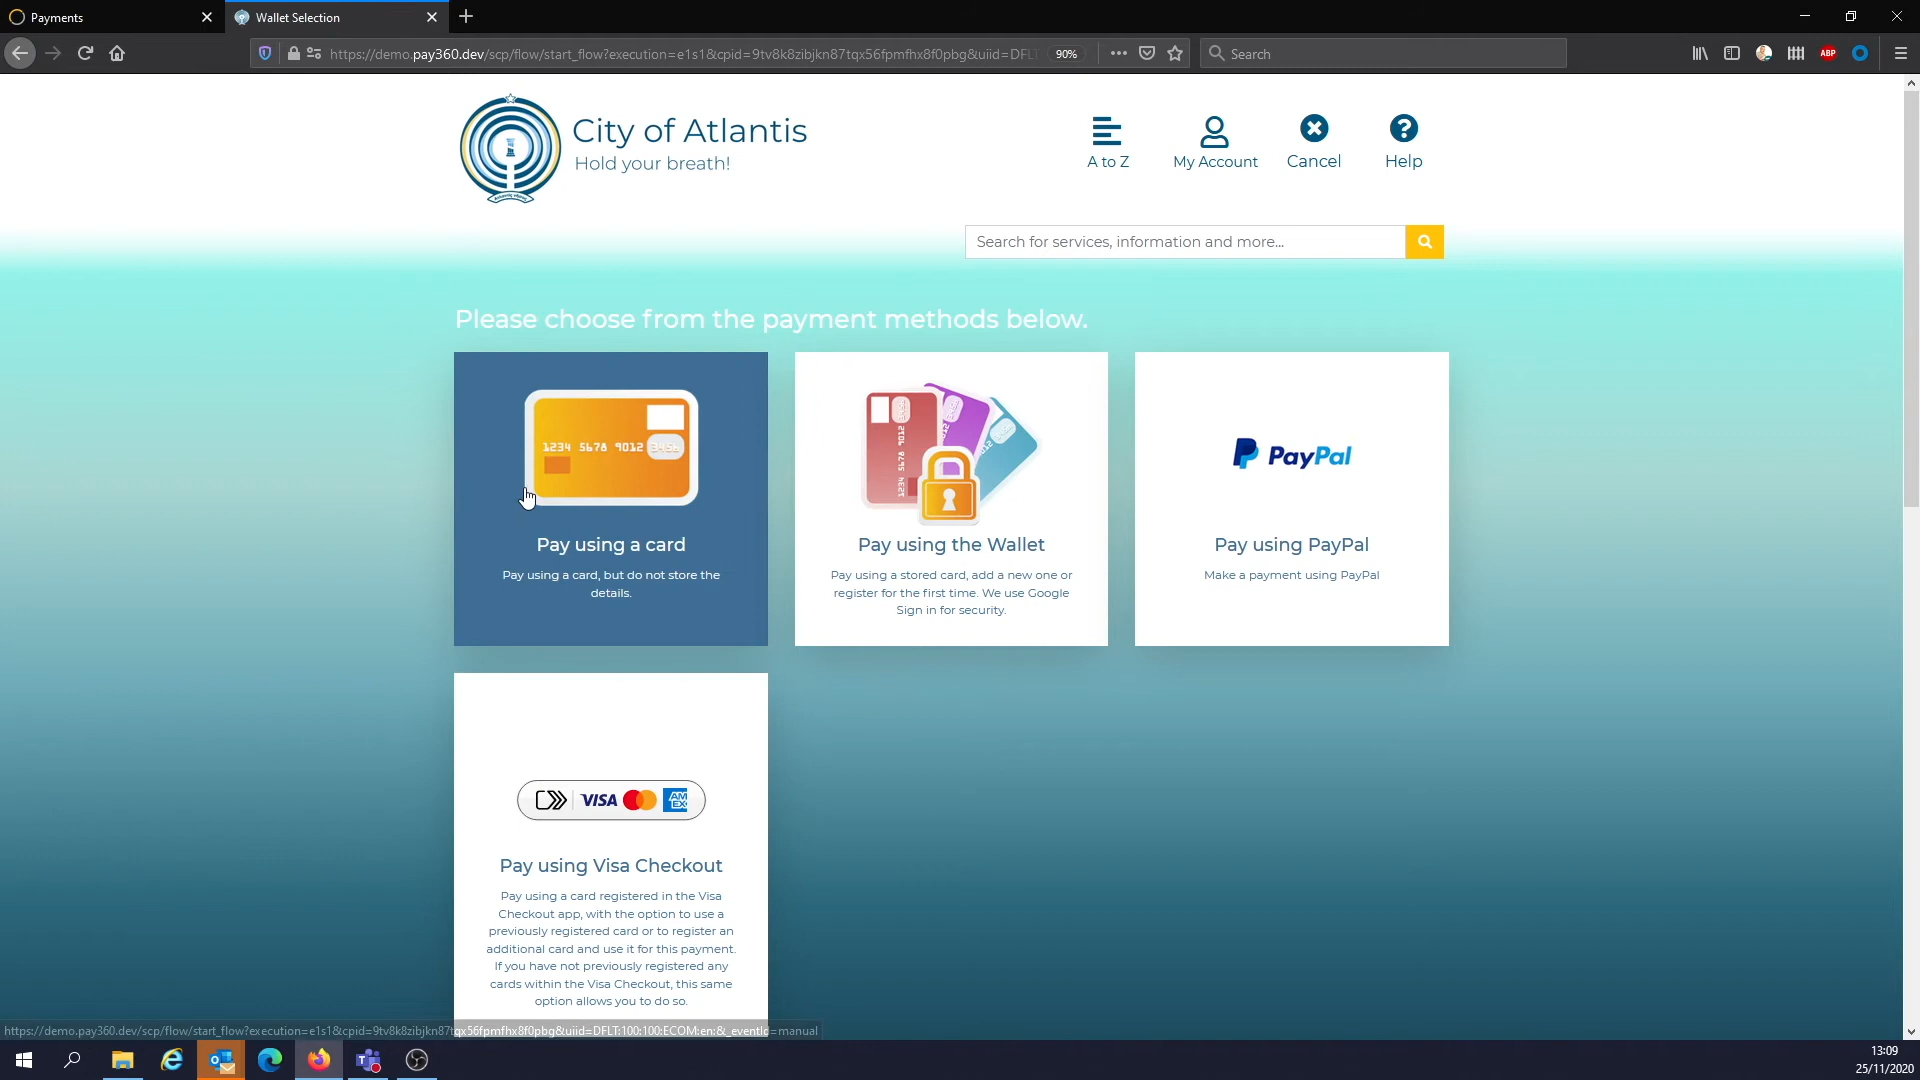 Payments
Wallet Selection
https://demo.pay360.dev/scp/flow/start_flow?execution=e1s1&cpid=9tv8k8zibjkn87tqx56fpmfhx8f0pbg&uiid=DFLT
90%
Search
ABP
City of Atlantis
Hold your breath!
A to Z
My Account
Cancel
Help
Search for services, information and more...
Please choose from the payment methods below.
1234 5678 9012 3456
Pay using a card
Pay using a card, but do not store the
details.
1234 5678 9012
Pay using the Wallet
Pay using a stored card, add a new one or
register for the first time. We use Google
Sign in for security.
PayPal
Pay using PayPal
Make a payment using PayPal
VISA
AM
EX
Pay using Visa Checkout
Pay using a card registered in the Visa
Checkout app, with the option to use a
previously registered card or to register an
additional card and use it for this payment.
If you have not previously registered any
cards within the Visa Checkout, this same
option allows you to do so.
https://demo.pay360.dev/scp/flow/start_flow?execution=e1s1&cpid=9tv8k8zibjkn87tqx56fpmfhx8f0pbg&uiid=DFLT:100:100:ECOM:en:&_eventId=manual
13:09
25/11/2020